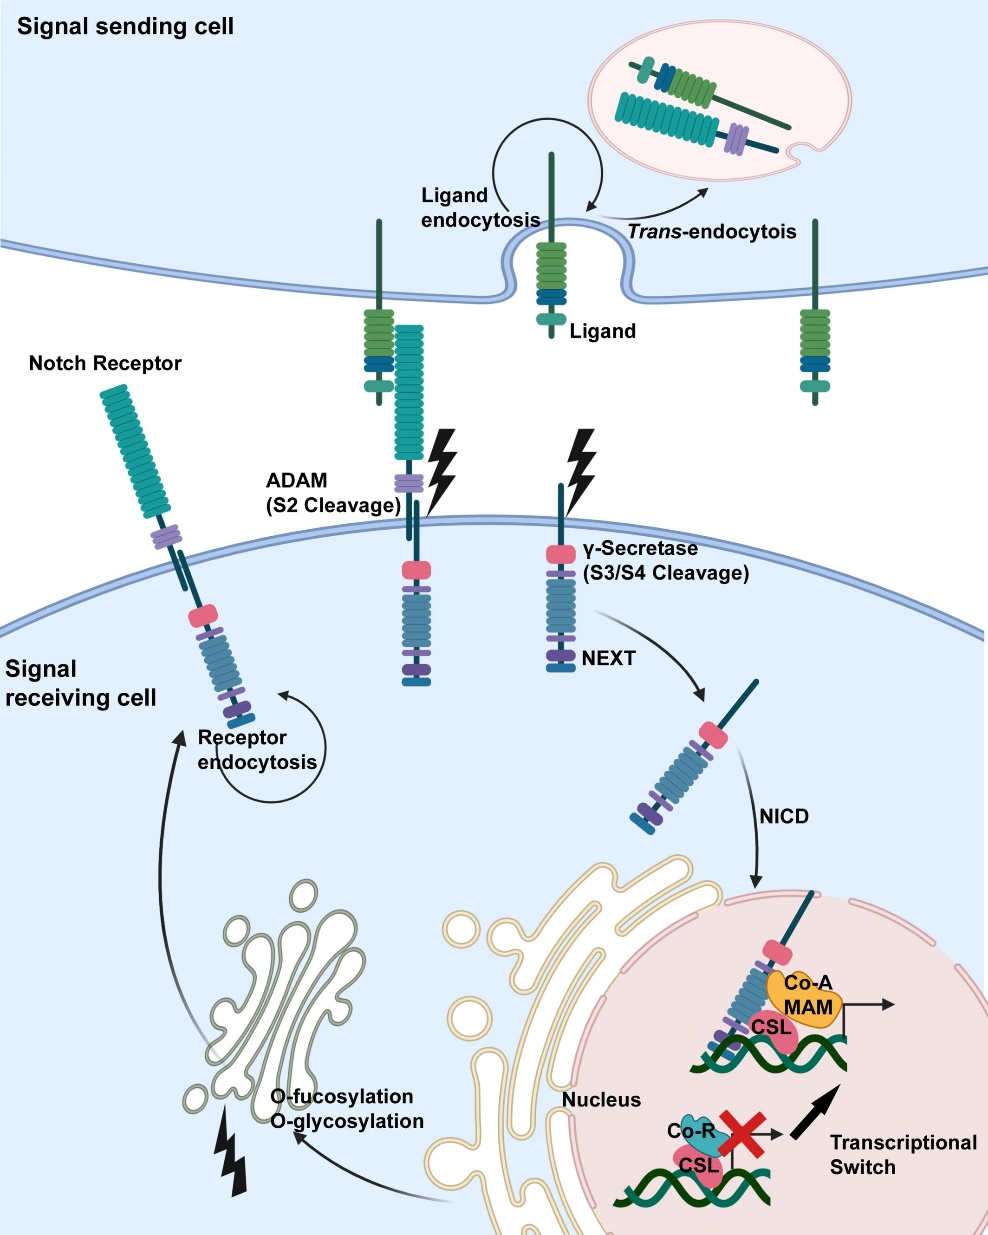 Signal sending cell
Ligand
endocytosis
Trans-endocytois
Ligand
Notch Receptor
ADAM
(S2 Cleavage)
γ-Secretase
(S3/S4 Cleavage)
NEXT
Signal
receiving cell
Receptor
endocytosis
NICD
Co-A
MAM
CSL
O-fucosylation
O-glycosylation
Nucleus
Co-R
CSL
Transcriptional
Switch